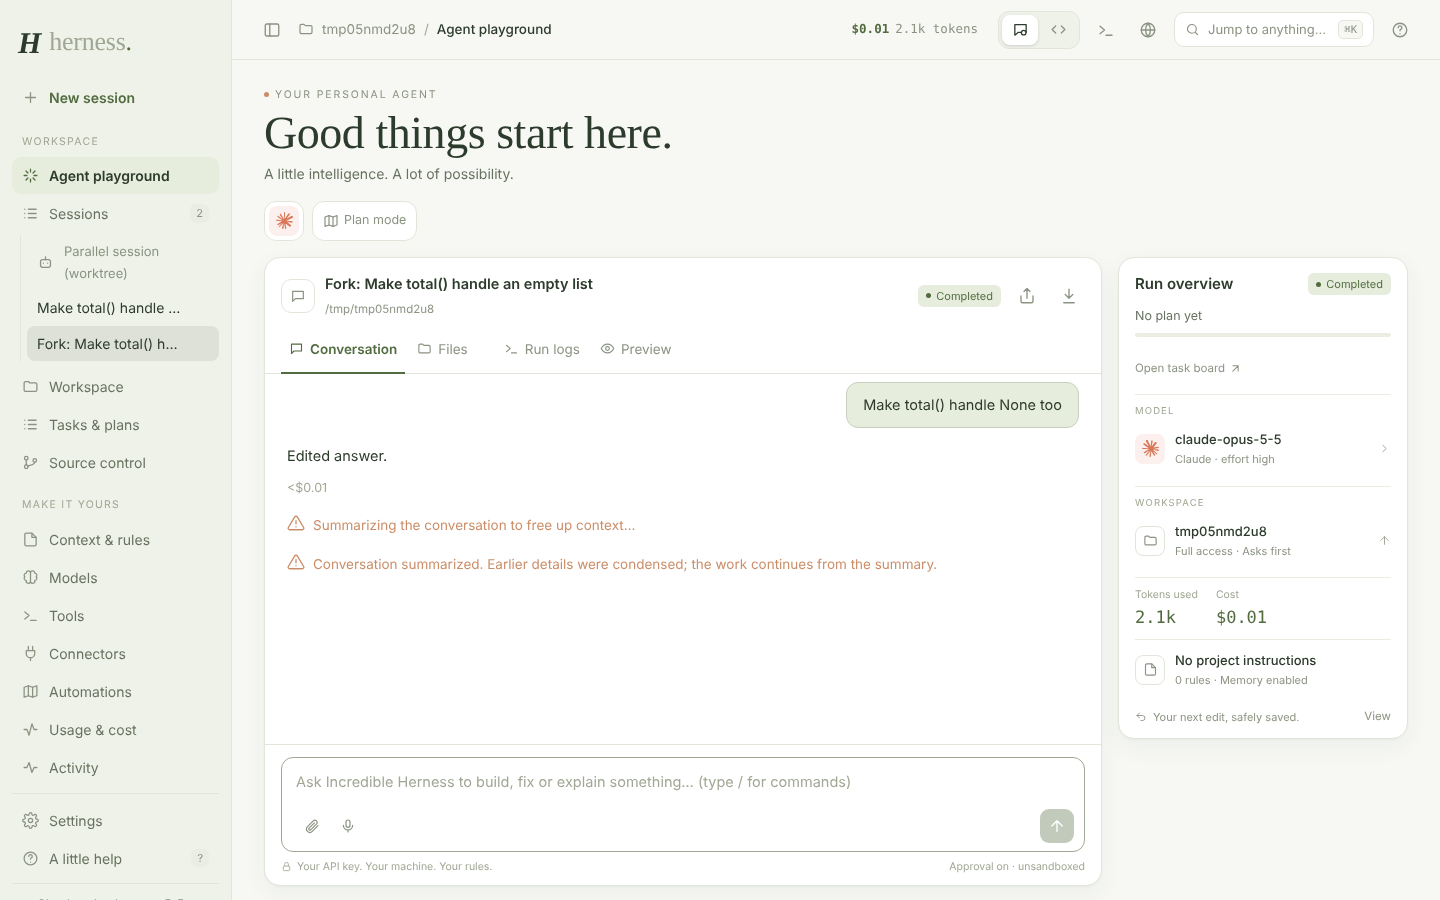 H herness.
New session
WORKSPACE
Agent playground
Sessions 2
Parallel session
(worktree)
Make total() handle ...
Fork: Make total() h...
Workspace
Tasks & plans
Source control
MAKE IT YOURS
Context & rules
Models
Tools
Connectors
Automations
Usage & cost
Activity
Settings
A little help ?
tmp05nmd2u8 / Agent playground
$0.01 2.1k tokens
Jump to anything... ⌘K
YOUR PERSONAL AGENT
Good things start here.
A little intelligence. A lot of possibility.
Plan mode
Fork: Make total() handle an empty list
/tmp/tmp05nmd2u8
Completed
Conversation Files Run logs Preview
Make total() handle None too
Edited answer.
<$0.01
Summarizing the conversation to free up context...
Conversation summarized. Earlier details were condensed; the work continues from the summary.
Ask Incredible Herness to build, fix or explain something... (type / for commands)
Your API key. Your machine. Your rules.
Approval on · unsandboxed
Run overview Completed
No plan yet
Open task board
MODEL
claude-opus-5-5
Claude · effort high
WORKSPACE
tmp05nmd2u8
Full access · Asks first
Tokens used Cost
2.1k $0.01
No project instructions
0 rules · Memory enabled
Your next edit, safely saved. View